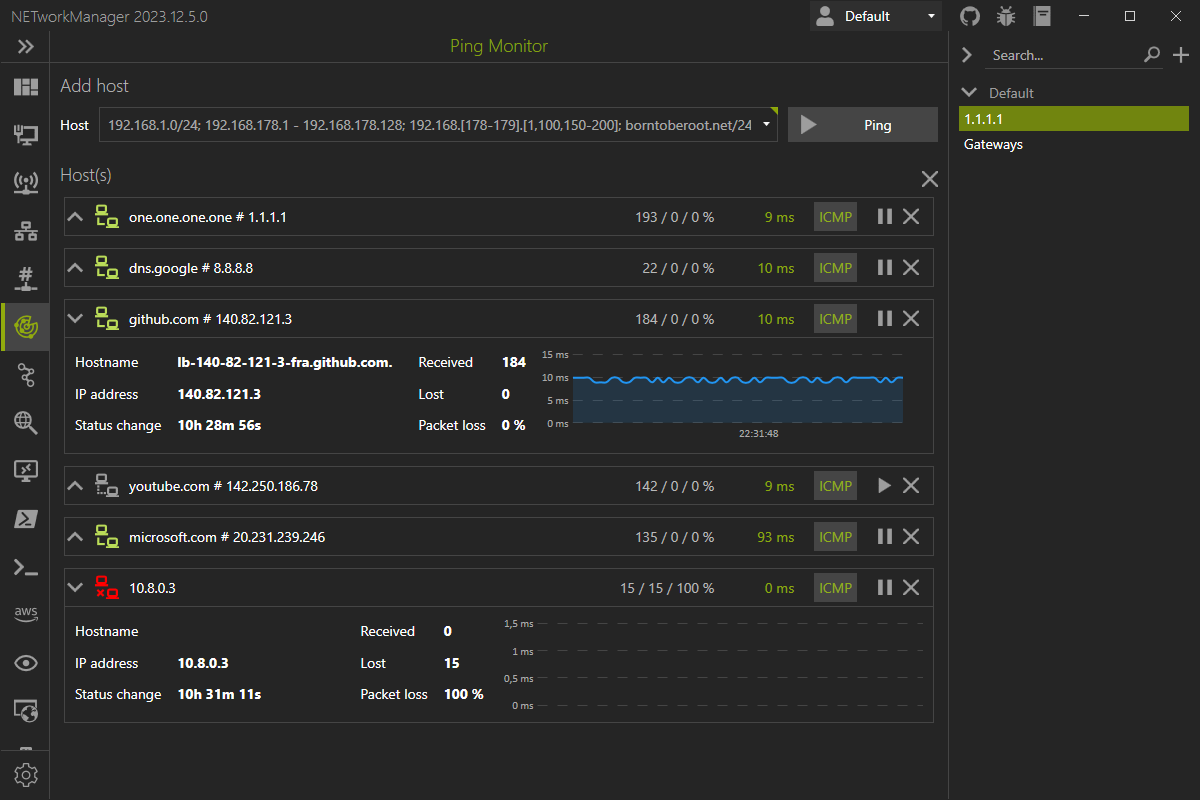 NETworkManager 2023.12.5.0
Default
Ping Monitor
Search...
Add host
Default
Host
192.168.1.0/24; 192.168.178.1 - 192.168.178.128; 192.168.[178-179].[1,100,150-200]; borntoberoot.net/24
Ping
1.1.1.1
Gateways
Host(s)
one.one.one.one # 1.1.1.1 193 / 0 / 0 % 9 ms ICMP
dns.google # 8.8.8.8 22 / 0 / 0 % 10 ms ICMP
github.com # 140.82.121.3 184 / 0 / 0 % 10 ms ICMP
Hostname lb-140-82-121-3-fra.github.com. Received 184
IP address 140.82.121.3 Lost 0
Status change 10h 28m 56s Packet loss 0 %
15 ms
10 ms
5 ms
0 ms
22:31:48
youtube.com # 142.250.186.78 142 / 0 / 0 % 9 ms ICMP
microsoft.com # 20.231.239.246 135 / 0 / 0 % 93 ms ICMP
10.8.0.3 15 / 15 / 100 % 0 ms ICMP
Hostname Received 0
IP address 10.8.0.3 Lost 15
Status change 10h 31m 11s Packet loss 100 %
1,5 ms
1 ms
0,5 ms
0 ms
aws